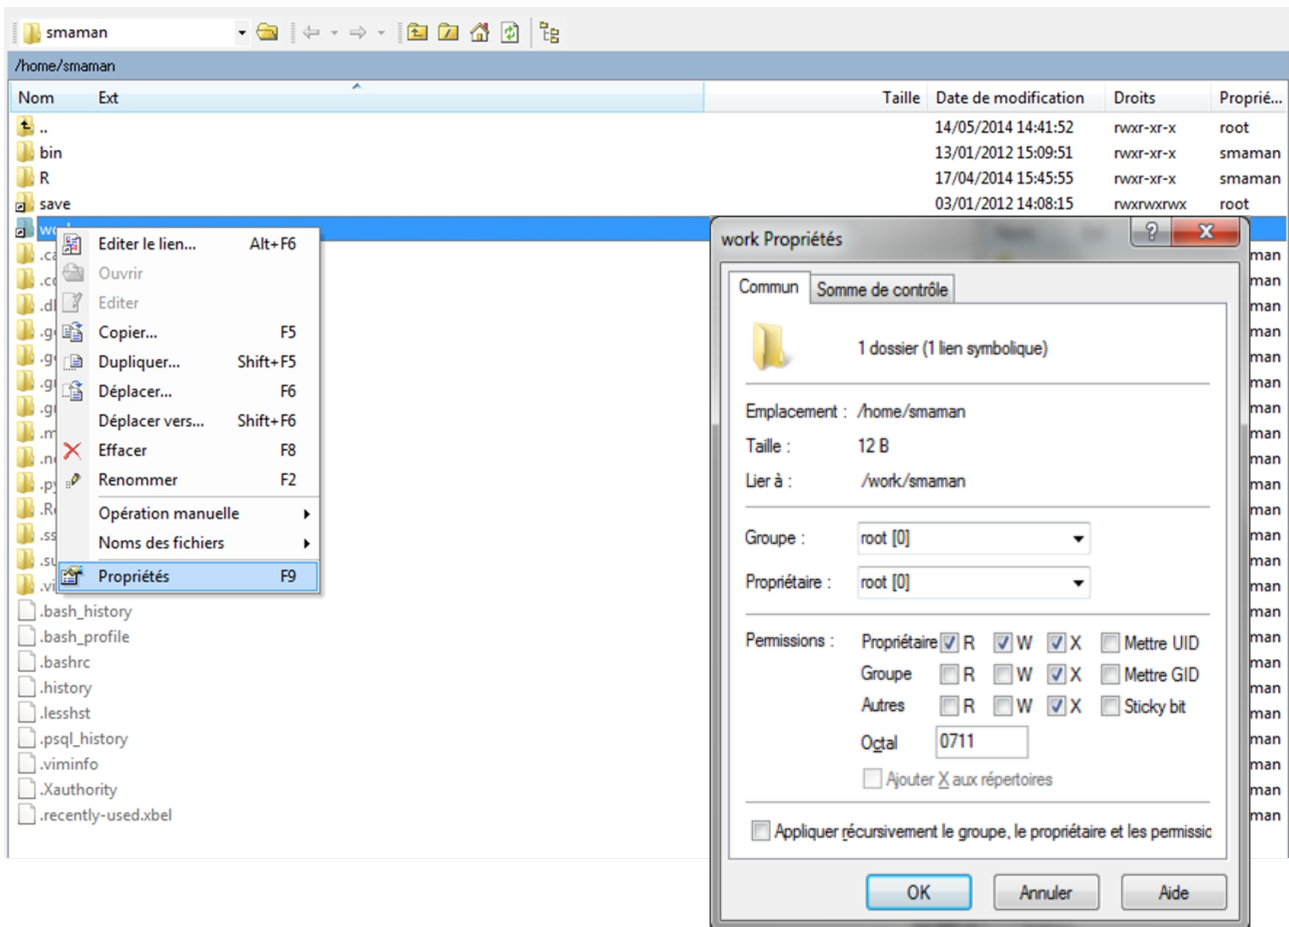 smaman
/home/smaman
Nom Ext Taille Date de modification Droits Proprié...
.. 14/05/2014 14:41:52 rwxr-xr-x root
bin 13/01/2012 15:09:51 rwxr-xr-x smaman
R 17/04/2014 15:45:55 rwxr-xr-x smaman
save 03/01/2012 14:08:15 rwxrwxrwx root
Editer le lien... Alt+F6
Ouvrir
Editer
Copier... F5
Dupliquer... Shift+F5
Déplacer... F6
Déplacer vers... Shift+F6
Effacer F8
Renommer F2
Opération manuelle
Noms des fichiers
Propriétés F9
.bash_history
.bash_profile
.bashrc
.history
.lesshst
.psql_history
.viminfo
.Xauthority
.recently-used.xbel
work Propriétés
Commun Somme de contrôle
1 dossier (1 lien symbolique)
Emplacement : /home/smaman
Taille : 12 B
Lier à : /work/smaman
Groupe : root [0]
Propriétaire : root [0]
Permissions : Propriétaire R W X Mettre UID
Groupe R W X Mettre GID
Autres R W X Sticky bit
Octal 0711
Ajouter X aux répertoires
Appliquer récursivement le groupe, le propriétaire et les permissic
OK Annuler Aide